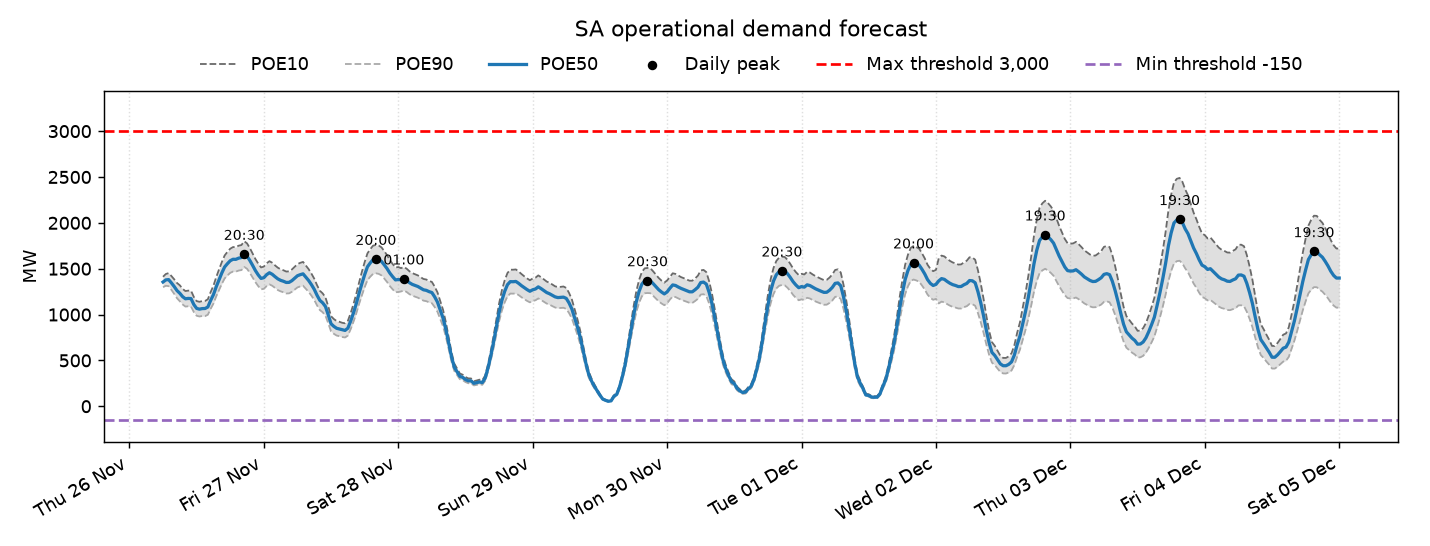 SA operational demand forecast
POE10 POE90 POE50 Daily peak Max threshold 3,000 Min threshold -150
MW
3000
2500
2000
1500
1000
500
0
20:30
20:00
01:00
20:30
20:30
20:00
19:30
19:30
19:30
Thu 26 Nov
Fri 27 Nov
Sat 28 Nov
Sun 29 Nov
Mon 30 Nov
Tue 01 Dec
Wed 02 Dec
Thu 03 Dec
Fri 04 Dec
Sat 05 Dec